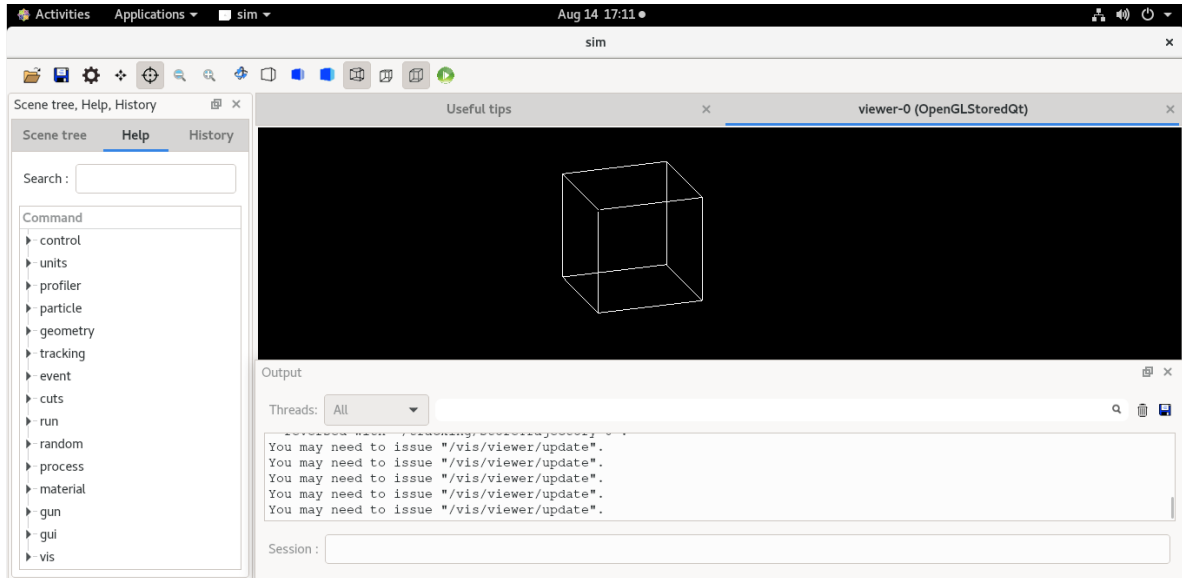 Activities Applications sim Aug 14 17:11
sim
Scene tree, Help, History
Useful tips
viewer-0 (OpenGLStoredQt)
Scene tree Help History
Search :
Command
control
units
profiler
particle
geometry
tracking
event
cuts
run
random
process
material
gun
gui
vis
Output
Threads: All
You may need to issue "/vis/viewer/update".
You may need to issue "/vis/viewer/update".
You may need to issue "/vis/viewer/update".
You may need to issue "/vis/viewer/update".
You may need to issue "/vis/viewer/update".
Session :